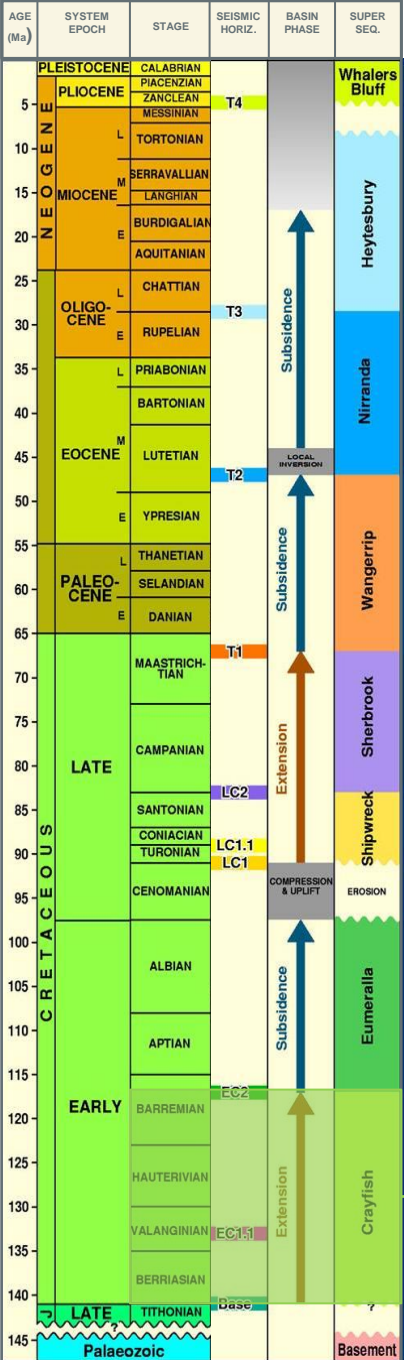 AGE
(Ma)
SYSTEM
EPOCH
STAGE
SEISMIC
HORIZ.
BASIN
PHASE
SUPER
SEQ.
5
10
15
20
25
30
35
40
45
50
55
60
65
70
75
80
85
90
95
100
105
110
115
120
125
130
135
140
145
NEOGENE
CRETACEOUS
J
PLEISTOCENE
PLIOCENE
L
M
MIOCENE
E
L
OLIGO-
CENE
E
L
M
EOCENE
E
L
PALEO-
CENE
E
LATE
EARLY
LATE
?
Palaeozoic
CALABRIAN
PIACENZIAN
ZANCLEAN
MESSINIAN
TORTONIAN
SERRAVALLIAN
LANGHIAN
BURDIGALIAN
AQUITANIAN
CHATTIAN
RUPELIAN
PRIABONIAN
BARTONIAN
LUTETIAN
YPRESIAN
THANETIAN
SELANDIAN
DANIAN
MAASTRICH-
TIAN
CAMPANIAN
SANTONIAN
CONIACIAN
TURONIAN
CENOMANIAN
ALBIAN
APTIAN
BARREMIAN
HAUTERIVIAN
VALANGINIAN
BERRIASIAN
TITHONIAN
T4
T3
T2
T1
LC2
LC1.1
LC1
EC2
EC1.1
Base
Subsidence
LOCAL
INVERSION
Subsidence
Extension
COMPRESSION
& UPLIFT
Subsidence
Extension
Whalers
Bluff
Heytesbury
Nirranda
Wangerrip
Sherbrook
Shipwreck
EROSION
Eumeralla
Crayfish
?
Basement